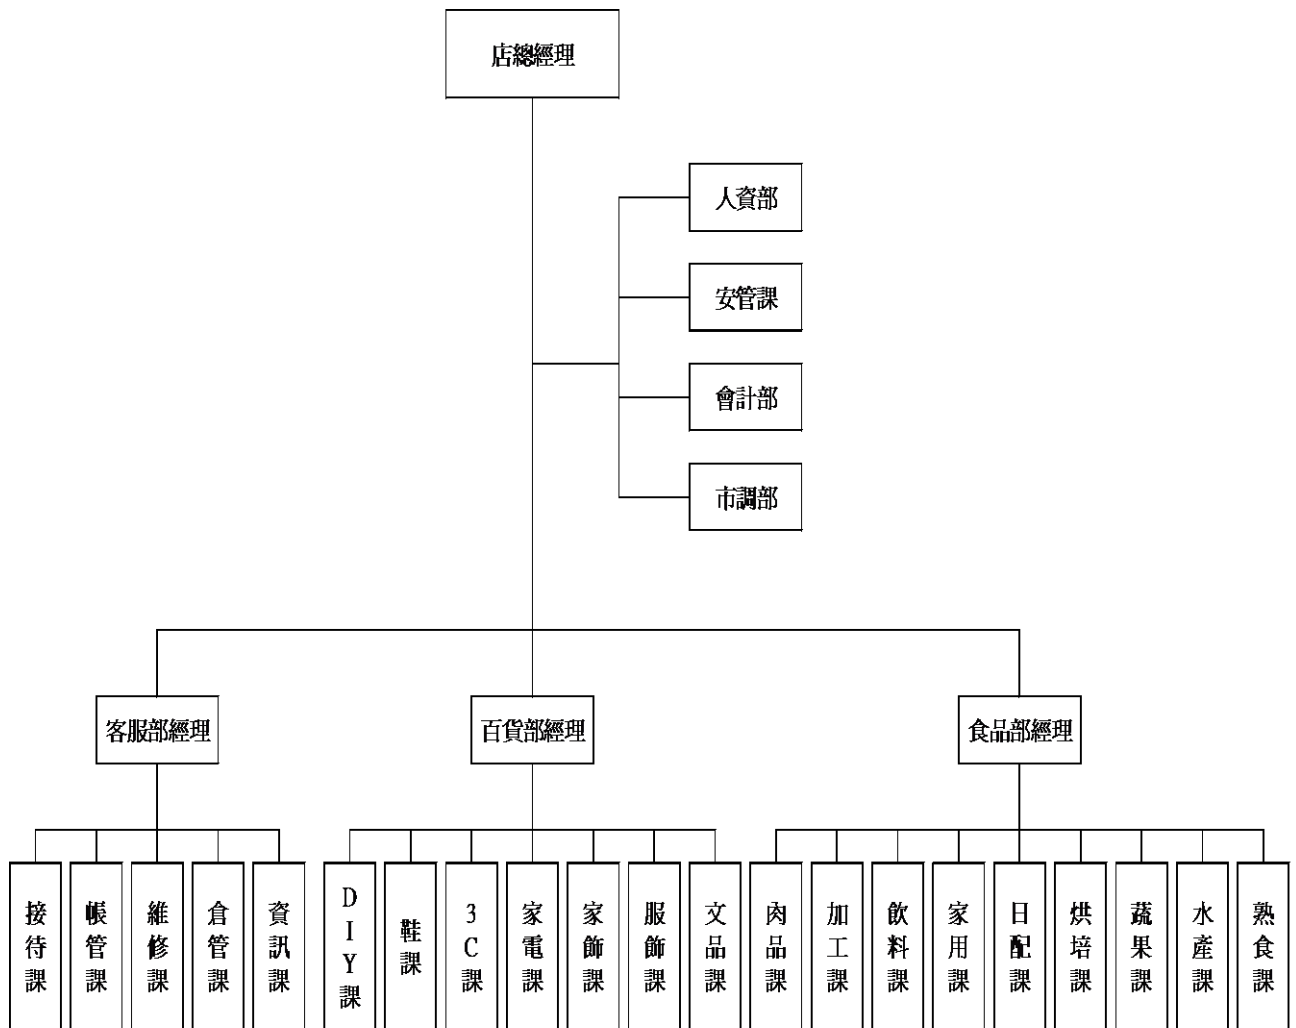 店總經理
人資部
安管課
會計部
市調部
客服部經理
百貨部經理
食品部經理
接待課
帳管課
維修課
倉管課
資訊課
DIY課
鞋課
3C課
家電課
家飾課
服飾課
文品課
肉品課
加工課
飲料課
家用課
日配課
烘培課
蔬果課
水產課
熟食課